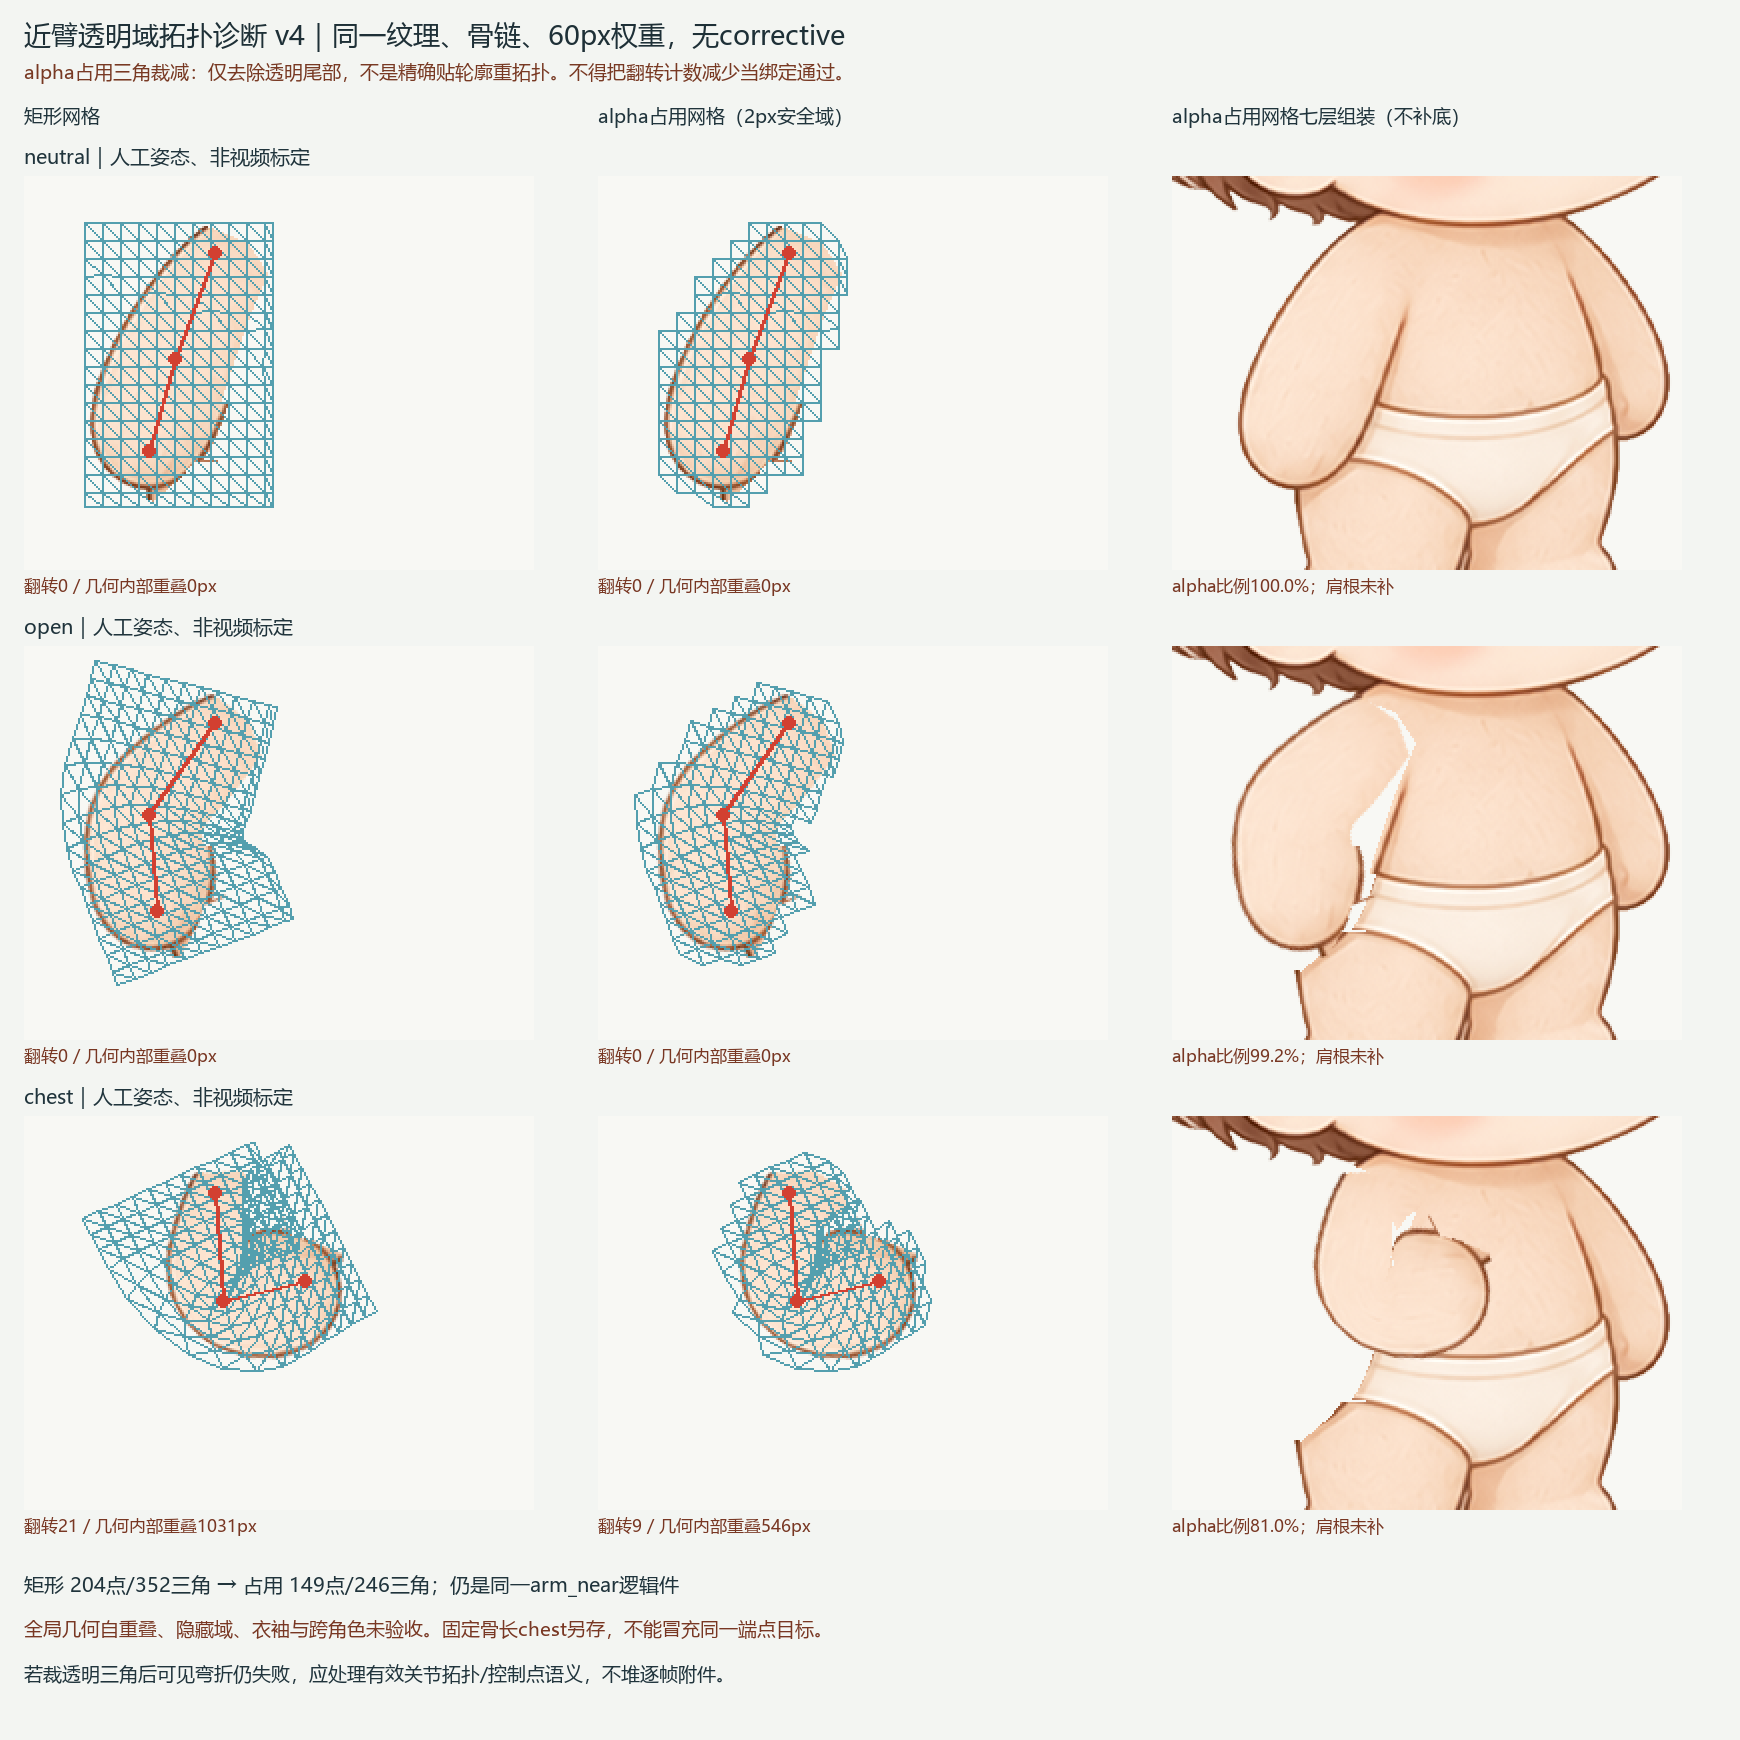 近臂透明域拓扑诊断 v4｜同一纹理、骨链、60px权重，无corrective
alpha占用三角裁减：仅去除透明尾部，不是精确贴轮廓重拓扑。不得把翻转计数减少当绑定通过。
矩形网格
alpha占用网格（2px安全域）
alpha占用网格七层组装（不补底）
neutral｜人工姿态、非视频标定
翻转0 / 几何内部重叠0px
翻转0 / 几何内部重叠0px
alpha比例100.0%；肩根未补
open｜人工姿态、非视频标定
翻转0 / 几何内部重叠0px
翻转0 / 几何内部重叠0px
alpha比例99.2%；肩根未补
chest｜人工姿态、非视频标定
翻转21 / 几何内部重叠1031px
翻转9 / 几何内部重叠546px
alpha比例81.0%；肩根未补
矩形 204点/352三角 → 占用 149点/246三角；仍是同一arm_near逻辑件
全局几何自重叠、隐藏域、衣袖与跨角色未验收。固定骨长chest另存，不能冒充同一端点目标。
若裁透明三角后可见弯折仍失败，应处理有效关节拓扑/控制点语义，不堆逐帧附件。